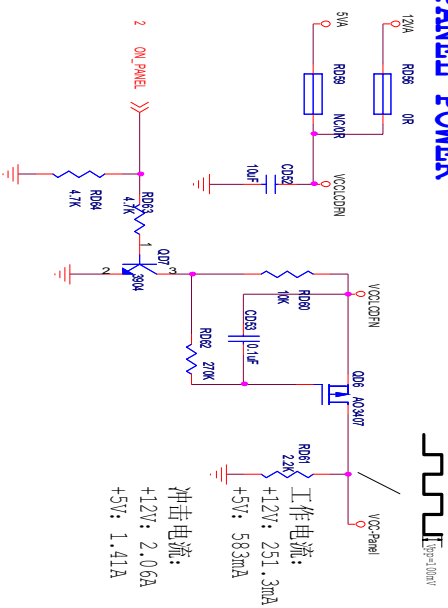 PANEL POWER
12VA
5VA
RD56
0R
RD59
NC/0R
VCCLCDFN
CD52
10uF
2
ON_PANEL
RD64
4.7K
RD63
4.7K
1
QD7
2
3904
3
RD60
10K
VCCLCDFN
CD53
0.1uF
RD62
270K
QD6
AO3407
RD61
2.2K
VCC-Panel
Vpp=100mV
工作电流:
+12V: 251.3mA
+5V: 583mA
冲击电流:
+12V: 2.06A
+5V: 1.41A